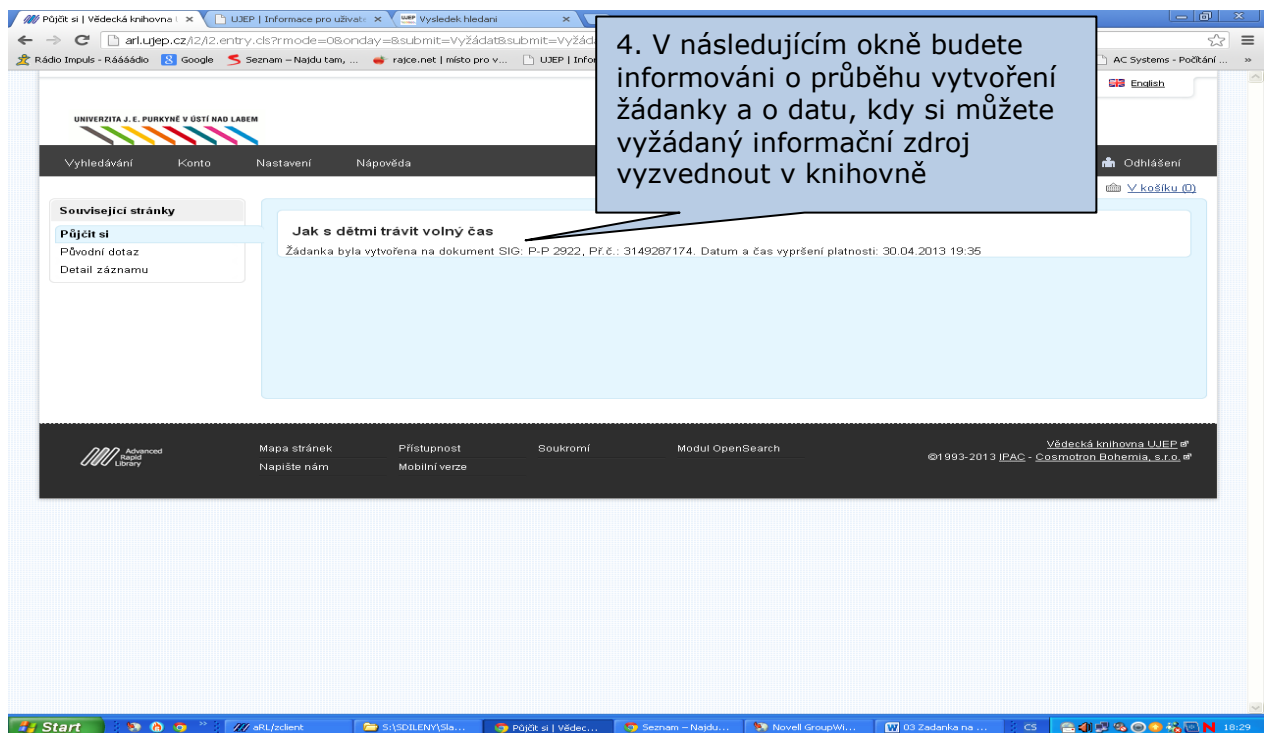 Půjčit si | Vědecká knihovna
UJEP | Informace pro uživate
Vysledek hledani
arl.ujep.cz/i2/i2.entry.cls?rmode=0&onday=&submit=Vyžádat&submit=Vyžád
Rádio Impuls - Ráááádio
Google
Seznam – Najdu tam, ...
rajce.net | místo pro v...
UJEP | Infor
AC Systems - Počítání ...
»
4. V následujícím okně budete
informováni o průběhu vytvoření
žádanky a o datu, kdy si můžete
vyžádaný informační zdroj
vyzvednout v knihovně
English
UNIVERZITA J. E. PURKYNĚ V ÚSTÍ NAD LABEM
Vyhledávání Konto Nastavení Nápověda Odhlášení
V košíku (0)
Související stránky
Půjčit si
Původní dotaz
Detail záznamu
Jak s dětmi trávit volný čas
Žádanka byla vytvořena na dokument SIG: P-P 2922, Př.č.: 3149287174. Datum a čas vypršení platnosti: 30.04.2013 19:35
Advanced
Rapid
Library
Mapa stránek Přístupnost Soukromí Modul OpenSearch
Napište nám Mobilní verze
Vědecká knihovna UJEP
©1993-2013 IPAC - Cosmotron Bohemia, s.r.o.
Start » aRL/zclient S:\SDILENY\Sla... Půjčit si | Vědec... Seznam – Najdu... Novell GroupWi... 03 Zadanka na ... CS N 18:29